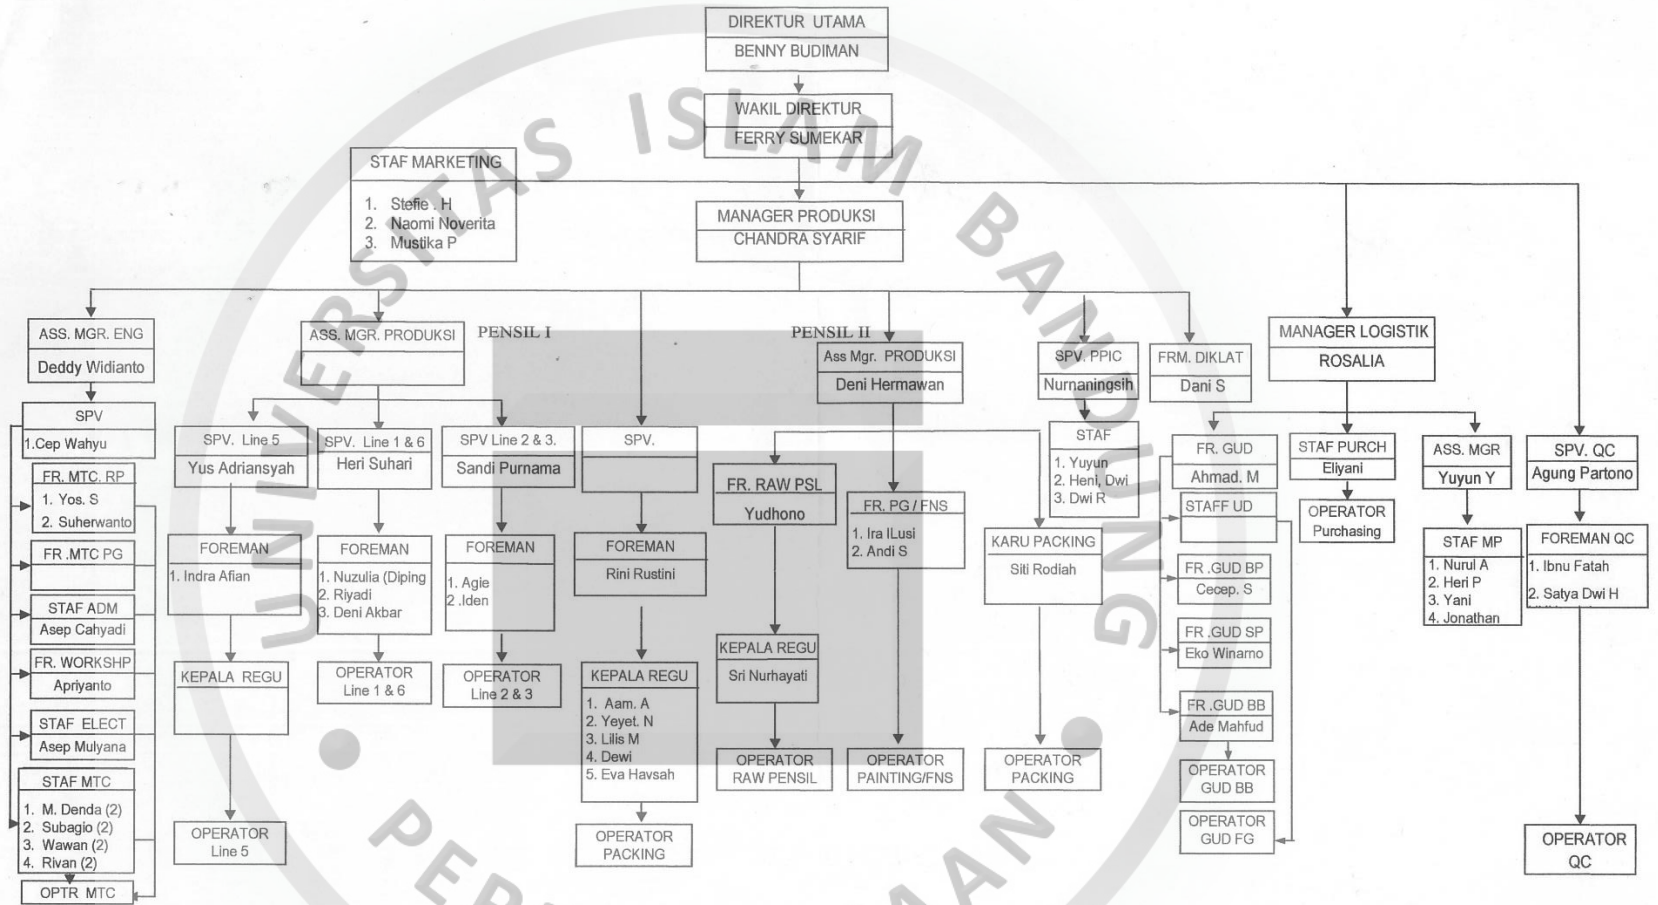 DIREKTUR UTAMA
BENNY BUDIMAN
WAKIL DIREKTUR
FERRY SUMEKAR
STAF MARKETING
1. Stefie . H
2. Naomi Noverita
3. Mustika P
MANAGER PRODUKSI
CHANDRA SYARIF
ASS. MGR. ENG
Deddy Widianto
SPV
1.Cep Wahyu
FR. MTC. RP
1. Yos. S
2. Suherwanto
FR .MTC PG
STAF ADM
Asep Cahyadi
FR. WORKSHP
Apriyanto
STAF ELECT
Asep Mulyana
STAF MTC
1. M. Denda (2)
2. Subagio (2)
3. Wawan (2)
4. Rivan (2)
OPTR MTC
ASS. MGR. PRODUKSI
PENSIL I
SPV. Line 5
Yus Adriansyah
FOREMAN
1. Indra Afian
KEPALA REGU
OPERATOR
Line 5
SPV. Line 1 & 6
Heri Suhari
FOREMAN
1. Nuzulia (Diping
2. Riyadi
3. Deni Akbar
OPERATOR
Line 1 & 6
SPV Line 2 & 3.
Sandi Purnama
FOREMAN
1. Agie
2 .Iden
OPERATOR
Line 2 & 3
SPV.
FOREMAN
Rini Rustini
KEPALA REGU
1. Aam. A
2. Yeyet. N
3. Lilis M
4. Dewi
5. Eva Havsah
OPERATOR
PACKING
PENSIL II
Ass Mgr. PRODUKSI
Deni Hermawan
FR. RAW PSL
Yudhono
KEPALA REGU
Sri Nurhayati
OPERATOR
RAW PENSIL
FR. PG / FNS
1. Ira ILusi
2. Andi S
OPERATOR
PAINTING/FNS
KARU PACKING
Siti Rodiah
OPERATOR
PACKING
SPV. PPIC
Nurnaningsih
STAF
1. Yuyun
2. Heni, Dwi
3. Dwi R
FRM. DIKLAT
Dani S
MANAGER LOGISTIK
ROSALIA
FR. GUD
Ahmad. M
STAFF UD
FR .GUD BP
Cecep. S
FR .GUD SP
Eko Winarno
FR .GUD BB
Ade Mahfud
OPERATOR
GUD BB
OPERATOR
GUD FG
STAF PURCH
Eliyani
OPERATOR
Purchasing
ASS. MGR
Yuyun Y
STAF MP
1. Nurul A
2. Heri P
3. Yani
4. Jonathan
SPV. QC
Agung Partono
FOREMAN QC
1. Ibnu Fatah
2. Satya Dwi H
OPERATOR
QC
UNIVERSITAS ISLAM BANDUNG